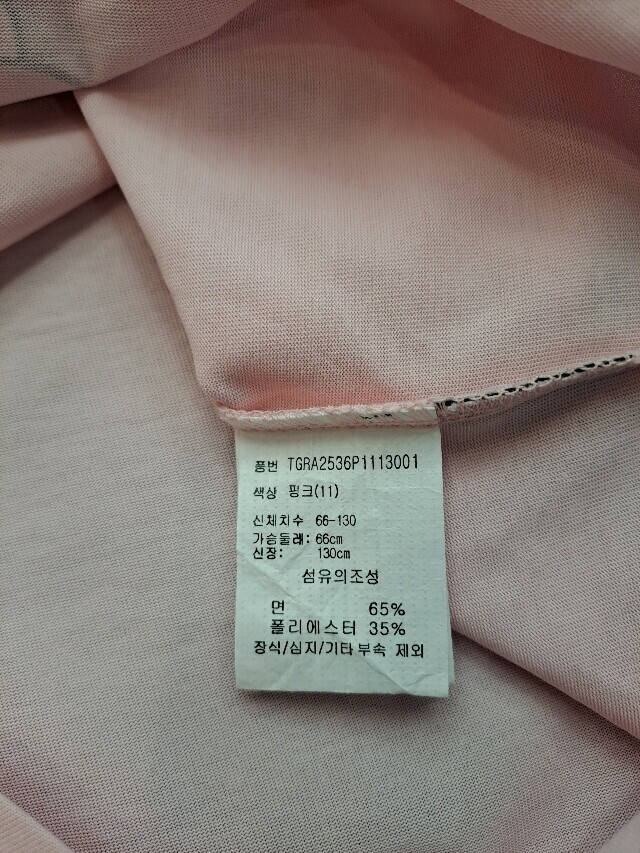 품번 TGRA2536P1113001
색상 핑크(11)
신체치수 66-130
가슴둘레: 66cm
신장: 130cm
섬유의조성
면 65%
폴리에스터 35%
장식/심지/기타부속 제외